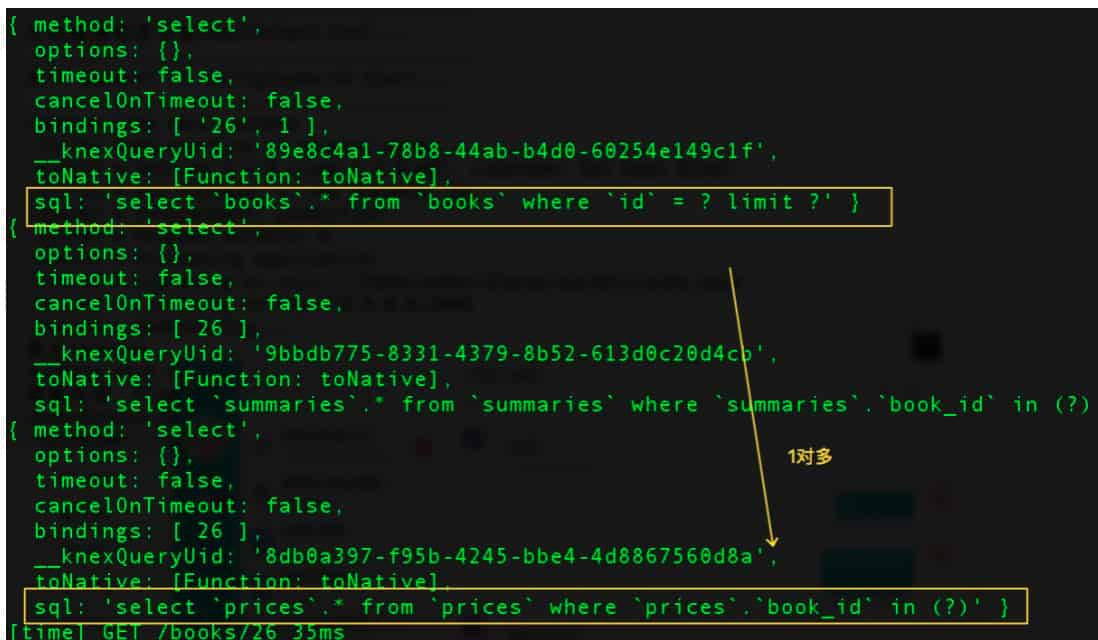 { method: 'select',
  options: {},
  timeout: false,
  cancelOnTimeout: false,
  bindings: [ '26', 1 ],
  __knexQueryUid: '89e8c4a1-78b8-44ab-b4d0-60254e149c1f',
  toNative: [Function: toNative],
  sql: 'select `books`.* from `books` where `id` = ? limit ?' }
{ method: 'select',
  options: {},
  timeout: false,
  cancelOnTimeout: false,
  bindings: [ 26 ],
  __knexQueryUid: '9bbdb775-8331-4379-8b52-613d0c20d4cb',
  toNative: [Function: toNative],
  sql: 'select `summaries`.* from `summaries` where `summaries`.`book_id` in (?)
{ method: 'select',
  options: {},
1对多
  timeout: false,
  cancelOnTimeout: false,
  bindings: [ 26 ],
  __knexQueryUid: '8db0a397-f95b-4245-bbe4-4d8867560d8a',
  toNative: [Function: toNative],
  sql: 'select `prices`.* from `prices` where `prices`.`book_id` in (?)' }
[time] GET /books/26 35ms